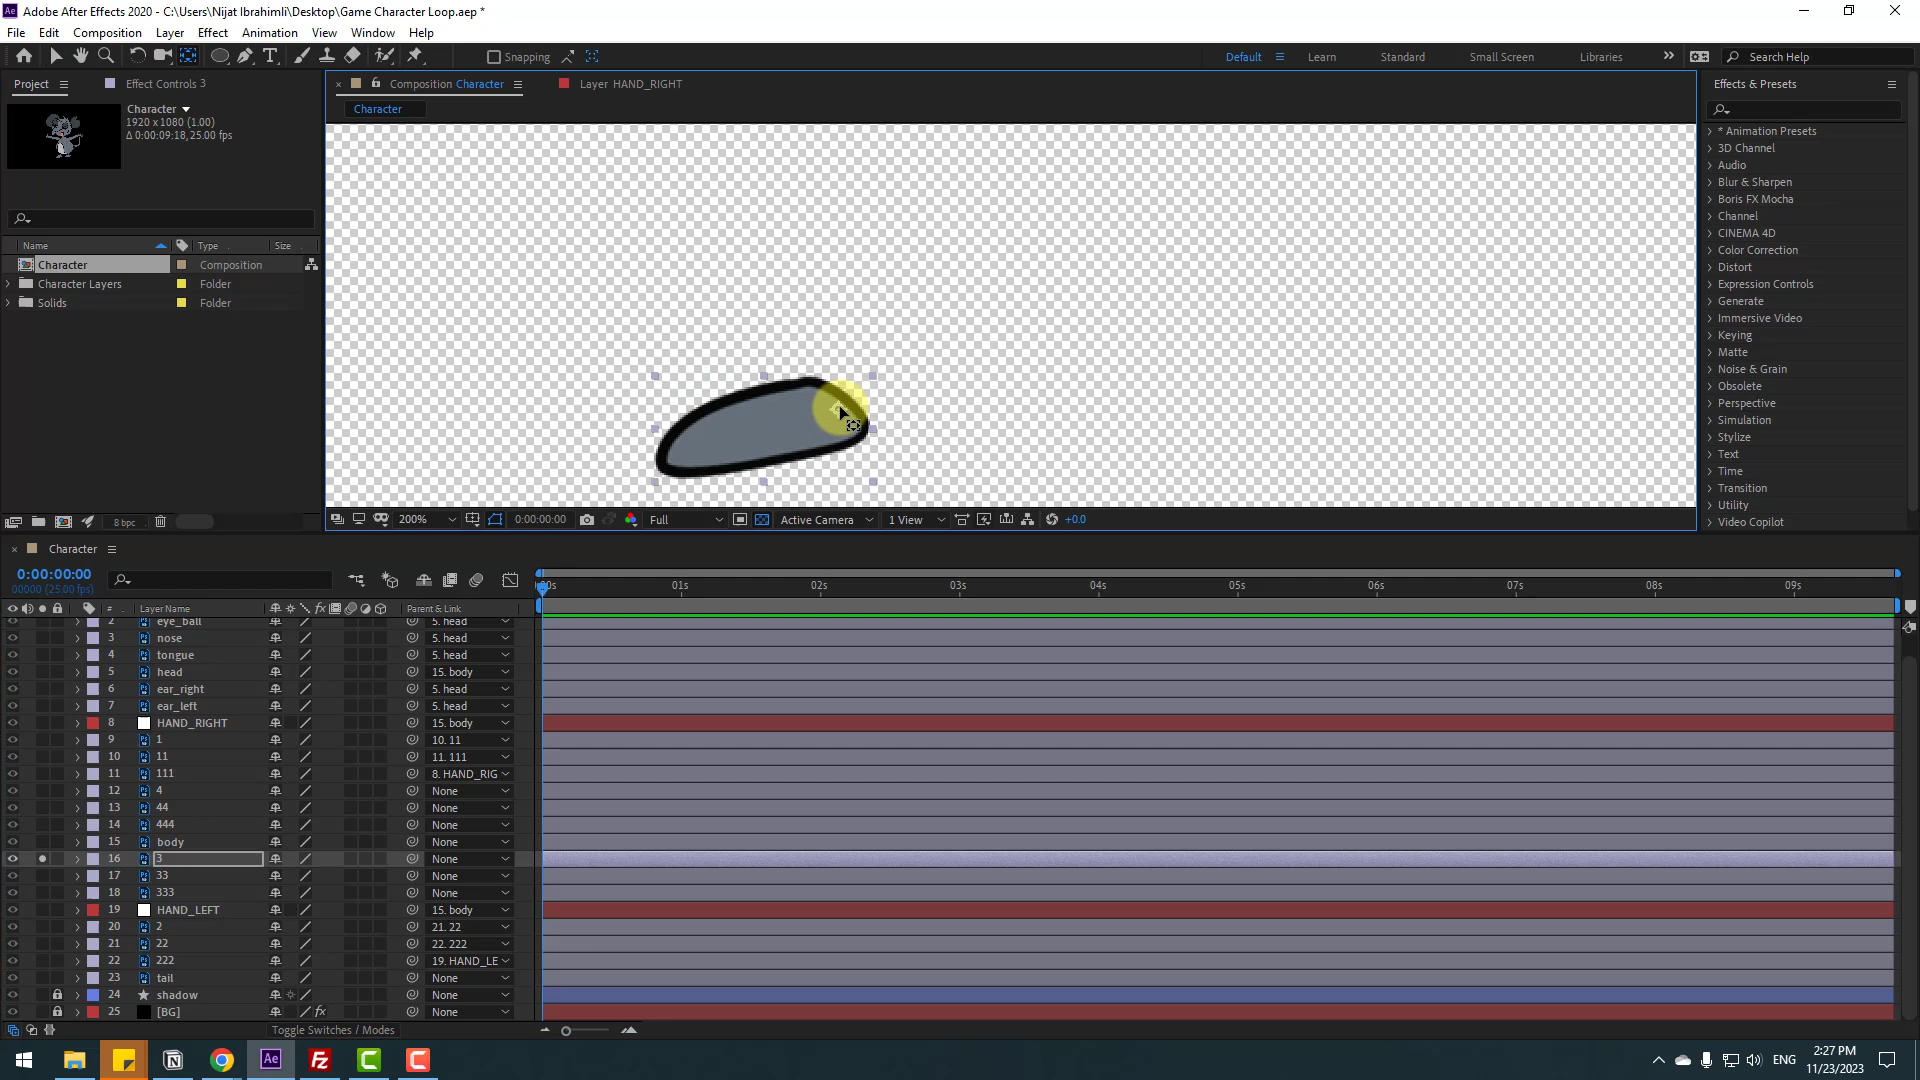 Adobe After Effects 2020 - C:\Users\Nijat Ibrahimli\Desktop\Game Character Loop.aep *
File Edit Composition Layer Effect Animation View Window Help
Snapping Default Learn Standard Small Screen Libraries Search Help
Project Effect Controls 3 Composition Character Layer HAND_RIGHT Effects & Presets
Character
Character
1920 x 1080 (1.00)
Δ 0:00:09:18, 25.00 fps
Name Type Size
Character Composition
Character Layers Folder
Solids Folder
* Animation Presets
3D Channel
Audio
Blur & Sharpen
Boris FX Mocha
Channel
CINEMA 4D
Color Correction
Distort
Expression Controls
Generate
Immersive Video
Keying
Matte
Noise & Grain
Obsolete
Perspective
Simulation
Stylize
Text
Time
Transition
Utility
Video Copilot
8 bpc 200% 0:00:00:00 Full Active Camera 1 View +0.0
Character
0:00:00:00
00000 (25.00 fps)
01s 02s 03s 04s 05s 06s 07s 08s 09s
# Layer Name Parent & Link
2 eye_ball 5. head
3 nose 5. head
4 tongue 5. head
5 head 15. body
6 ear_right 5. head
7 ear_left 5. head
8 HAND_RIGHT 15. body
9 1 10. 11
10 11 11. 111
11 111 8. HAND_RIG
12 4 None
13 44 None
14 444 None
15 body None
16 3 None
17 33 None
18 333 None
19 HAND_LEFT 15. body
20 2 21. 22
21 22 22. 222
22 222 19. HAND_LE
23 tail None
24 shadow None
25 [BG] None
Toggle Switches / Modes
ENG
2:27 PM
11/23/2023